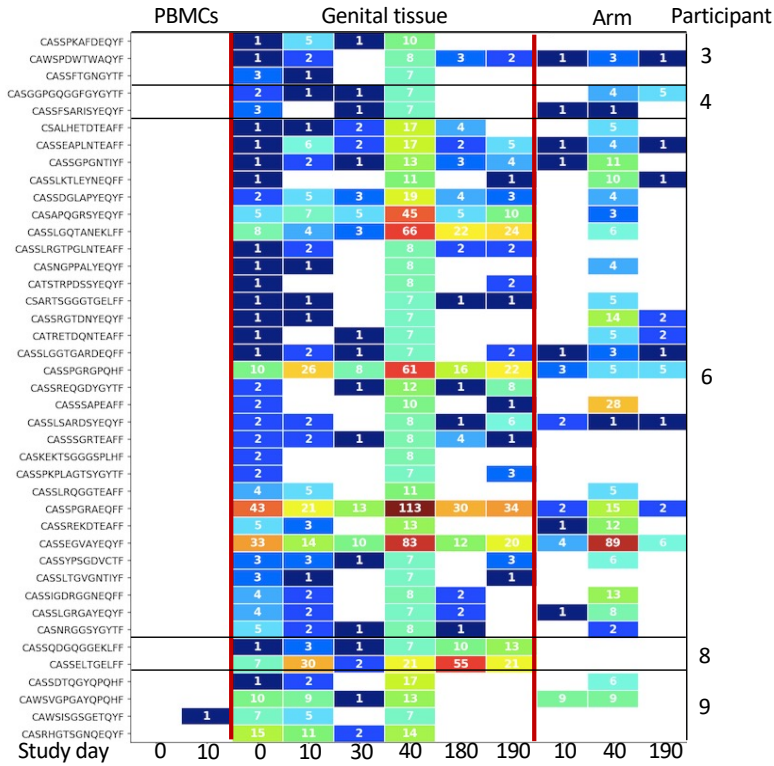 PBMCs Genital tissue Arm Participant
CASSPKAFDEQYF 1 5 1 10
CAWSPDWTWAQYF 1 2 8 3 2 1 3 1 3
CASSFTGNGYTF 3 1 7
CASGGPGQGGFGYGYTF 2 1 1 7 4 5
4
CASSFSARISYEQYF 3 1 7 1 1
CSALHETDTEAFF 1 1 2 17 4 5
CASSEAPLNTEAFF 1 6 2 17 2 5 1 4 1
CASSGPGNTIYF 1 2 1 13 3 4 1 11
CASSLKTLEYNEQFF 1 11 1 10 1
CASSDGLAPYEQYF 2 5 3 19 4 3 4
CASAPQGRSYEQYF 5 7 5 45 5 10 3
CASSLGQTANEKLFF 8 4 3 66 22 24 6
CASSLRGTPGLNTEAFF 1 2 8 2 2
CASNGPPALYEQYF 1 1 8 4
CATSTRPDSSYEQYF 1 8 2
CSARTSGGGTGELFF 1 1 7 1 1 5
CASSRGTDNYEQYF 1 1 7 14 2
CATRETDQNTEAFF 1 1 7 5 2
CASSLGGTGARDEQFF 1 2 1 7 2 1 3 1
CASSPGRGPQHF 10 26 8 61 16 22 3 5 5 6
CASSREQGDYGYTF 2 1 12 1 8
CASSSAPEAFF 2 10 1 28
CASSLSARDSYEQYF 2 2 8 1 6 2 1 1
CASSSGRTEAFF 2 2 1 8 4 1
CASKEKTSGGGSPLHF 2 8
CASSPKPLAGTSYGYTF 2 7 3
CASSLRQGGTEAFF 4 5 11 5
CASSPGRAEQFF 43 21 13 113 30 34 2 15 2
CASSREKDTEAFF 5 3 13 1 12
CASSEGVAYEQYF 33 14 10 83 12 20 4 89 6
CASSYPSGDVCTF 3 3 1 7 3 6
CASSLTGVGNTIYF 3 1 7 1
CASSIGDRGGNEQFF 4 2 8 2 13
CASSLGRGAYEQYF 4 2 7 2 1 8
CASNRGGSYGYTF 5 2 1 8 1 2
CASSQDGQGGEKLFF 1 3 1 7 10 13
8
CASSELTGELFF 7 30 2 21 55 21
CASSDTQGYQPQHF 1 2 17 6
CAWSVGPGAYQPQHF 10 9 1 13 9 9
9
CAWSISGSGETQYF 1 7 5 7
CASRHGTSGNQEQYF 15 11 2 14
Study day 0 10 0 10 30 40 180 190 10 40 190